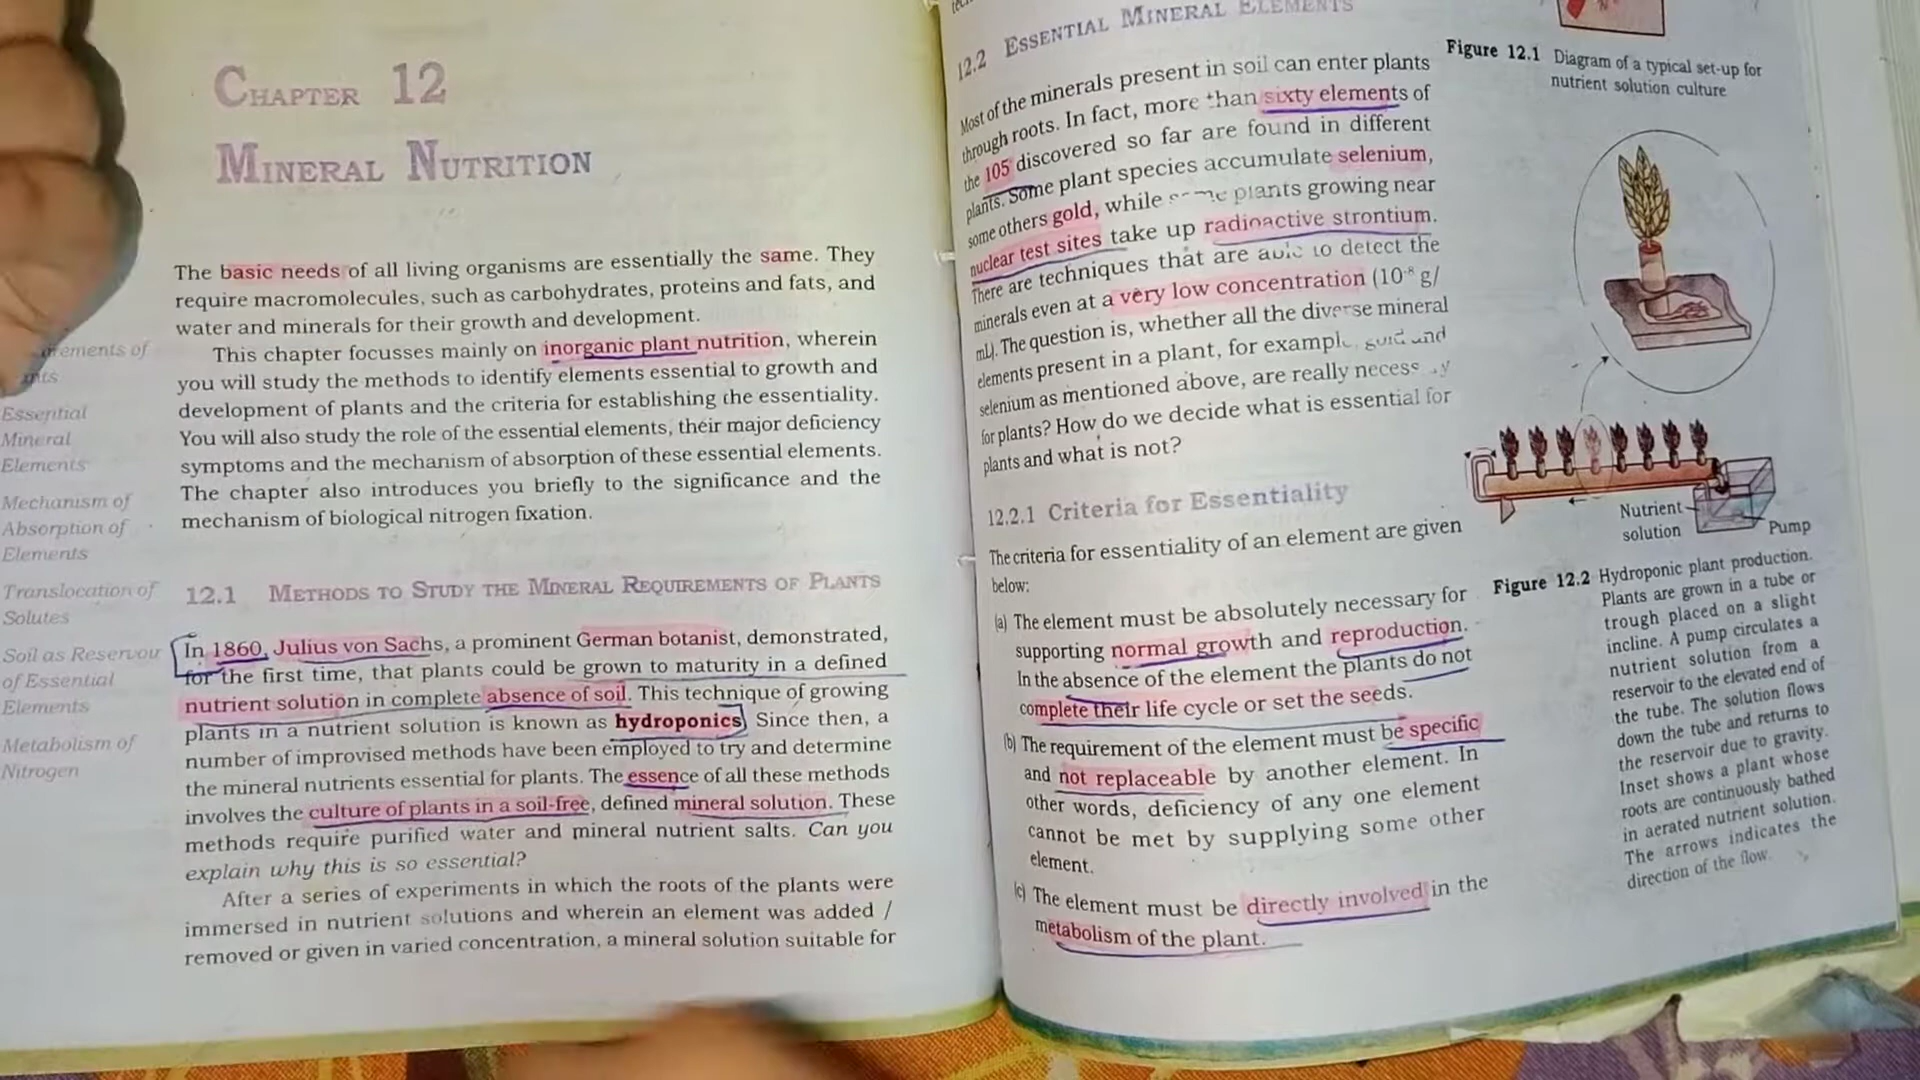 CHAPTER 12
MINERAL NUTRITION
The basic needs of all living organisms are essentially the same. They
require macromolecules, such as carbohydrates, proteins and fats, and
water and minerals for their growth and development.
This chapter focusses mainly on inorganic plant nutrition, wherein
you will study the methods to identify elements essential to growth and
development of plants and the criteria for establishing the essentiality.
You will also study the role of the essential elements, their major deficiency
symptoms and the mechanism of absorption of these essential elements.
The chapter also introduces you briefly to the significance and the
mechanism of biological nitrogen fixation.
of
Essential
Mineral
Elements
Mechanism of
Absorption of
Elements
Translocation of
Solutes
Soil as Reservour
of Essential
Elements
Metabolism of
Nitrogen
12.1 METHODS TO STUDY THE MINERAL REQUIREMENTS OF PLANTS
In 1860, Julius von Sachs, a prominent German botanist, demonstrated,
for the first time, that plants could be grown to maturity in a defined
nutrient solution in complete absence of soil. This technique of growing
plants in a nutrient solution is known as hydroponics. Since then, a
number of improvised methods have been employed to try and determine
the mineral nutrients essential for plants. The essence of all these methods
involves the culture of plants in a soil-free, defined mineral solution. These
methods require purified water and mineral nutrient salts. Can you
explain why this is so essential?
After a series of experiments in which the roots of the plants were
immersed in nutrient solutions and wherein an element was added /
removed or given in varied concentration, a mineral solution suitable for
12.2 ESSENTIAL MINERAL ELEMENTS
Most of the minerals present in soil can enter plants
through roots. In fact, more than sixty elements of
the 105 discovered so far are found in different
plants. Some plant species accumulate selenium,
some others gold, while some plants growing near
nuclear test sites take up radioactive strontium.
There are techniques that are able to detect the
minerals even at a very low concentration (10⁻⁸ g/
mL). The question is, whether all the diverse mineral
elements present in a plant, for example, gold and
selenium as mentioned above, are really necessary
for plants? How do we decide what is essential for
plants and what is not?
12.2.1 Criteria for Essentiality
The criteria for essentiality of an element are given
below:
(a) The element must be absolutely necessary for
supporting normal growth and reproduction.
In the absence of the element the plants do not
complete their life cycle or set the seeds.
(b) The requirement of the element must be specific
and not replaceable by another element. In
other words, deficiency of any one element
cannot be met by supplying some other
element.
(c) The element must be directly involved in the
metabolism of the plant.
Figure 12.1 Diagram of a typical set-up for
nutrient solution culture
Nutrient
solution
Pump
Figure 12.2 Hydroponic plant production.
Plants are grown in a tube or
trough placed on a slight
incline. A pump circulates a
nutrient solution from a
reservoir to the elevated end of
the tube. The solution flows
down the tube and returns to
the reservoir due to gravity.
Inset shows a plant whose
roots are continuously bathed
in aerated nutrient solution.
The arrows indicates the
direction of the flow.